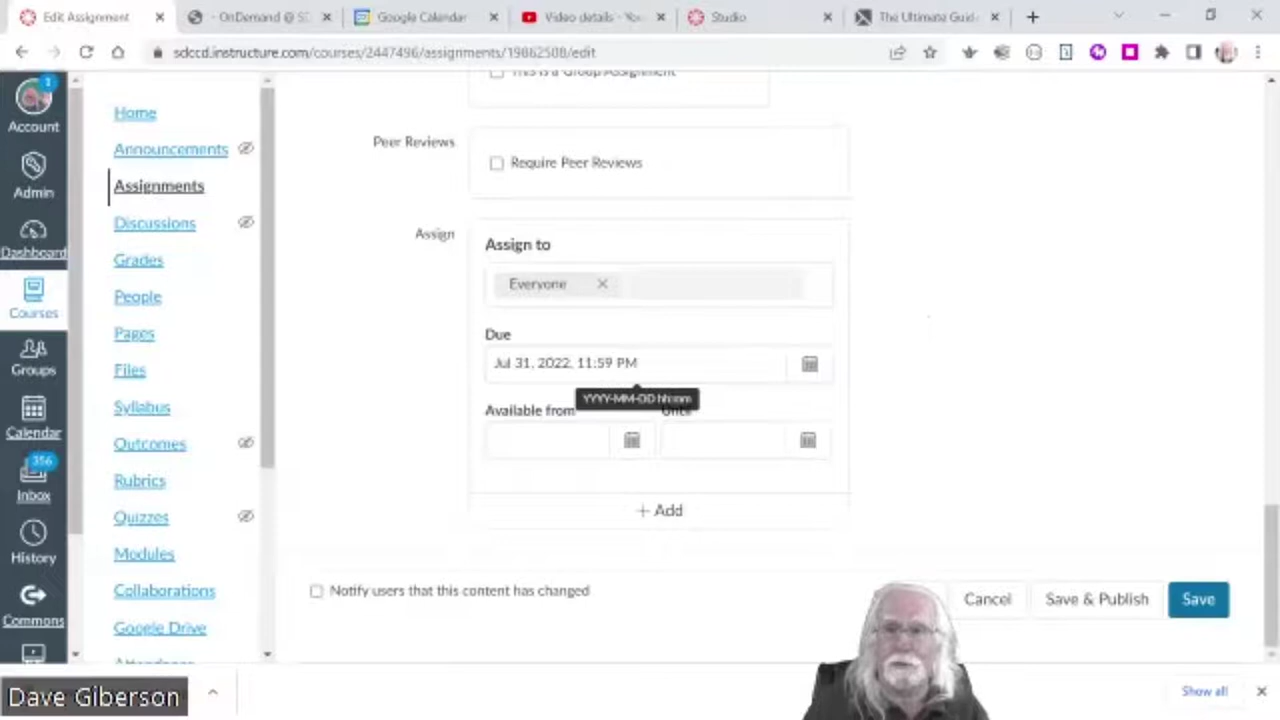 Edit Assignment
- OnDemand @ S
Google Calendar
Video details - Yo
Studio
The Ultimate Guid
sdccd.instructure.com/courses/2447496/assignments/19862508/edit
1
Account
Admin
Dashboard
Courses
Groups
Calendar
356
Inbox
History
Commons
Home
Announcements
Assignments
Discussions
Grades
People
Pages
Files
Syllabus
Outcomes
Rubrics
Quizzes
Modules
Collaborations
Google Drive
Attendance
This is a Group Assignment
Peer Reviews
Require Peer Reviews
Assign
Assign to
Everyone
Due
Jul 31, 2022, 11:59 PM
YYYY-MM-DD hh:mm
Available from
Until
+ Add
Notify users that this content has changed
Cancel
Save & Publish
Save
Dave Giberson
Show all